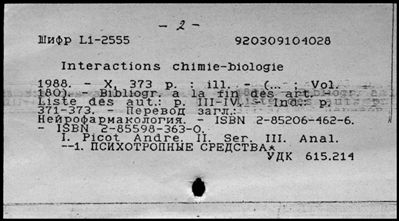 - 2 -
Шифр L1-2555 920309104028
Interactions chimie-biologie
1988. - X, 373 p. : ill. - (... : Vol.
180). - Bibliogr. a la fin des art.
Liste des aut.: p. III-IV. - Ind.: p.
371-373. - Перевод загл.:
Нейрофармакология. - ISBN 2-85206-462-6.
- ISBN 2-85598-363-0.
I. Picot Andre. II. Ser. III. Anal.
--1. ПСИХОТРОПНЫЕ СРЕДСТВА*
УДК 615.214